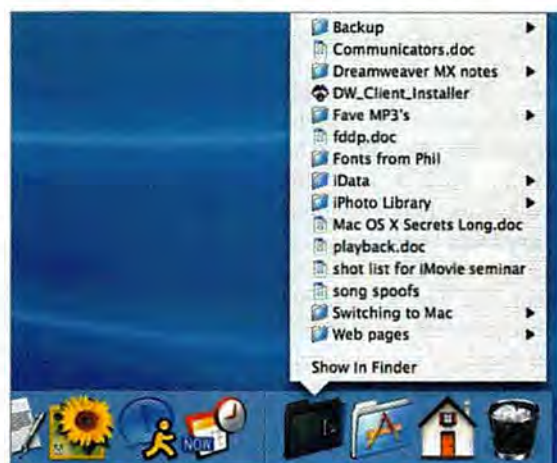 Backup
Communicators.doc
Dreamweaver MX notes
DW_Client_Installer
Fave MP3's
fddp.doc
Fonts from Phil
iData
iPhoto Library
Mac OS X Secrets Long.doc
playback.doc
shot list for iMovie seminar
song spoofs
Switching to Mac
Web pages
Show In Finder
NOW